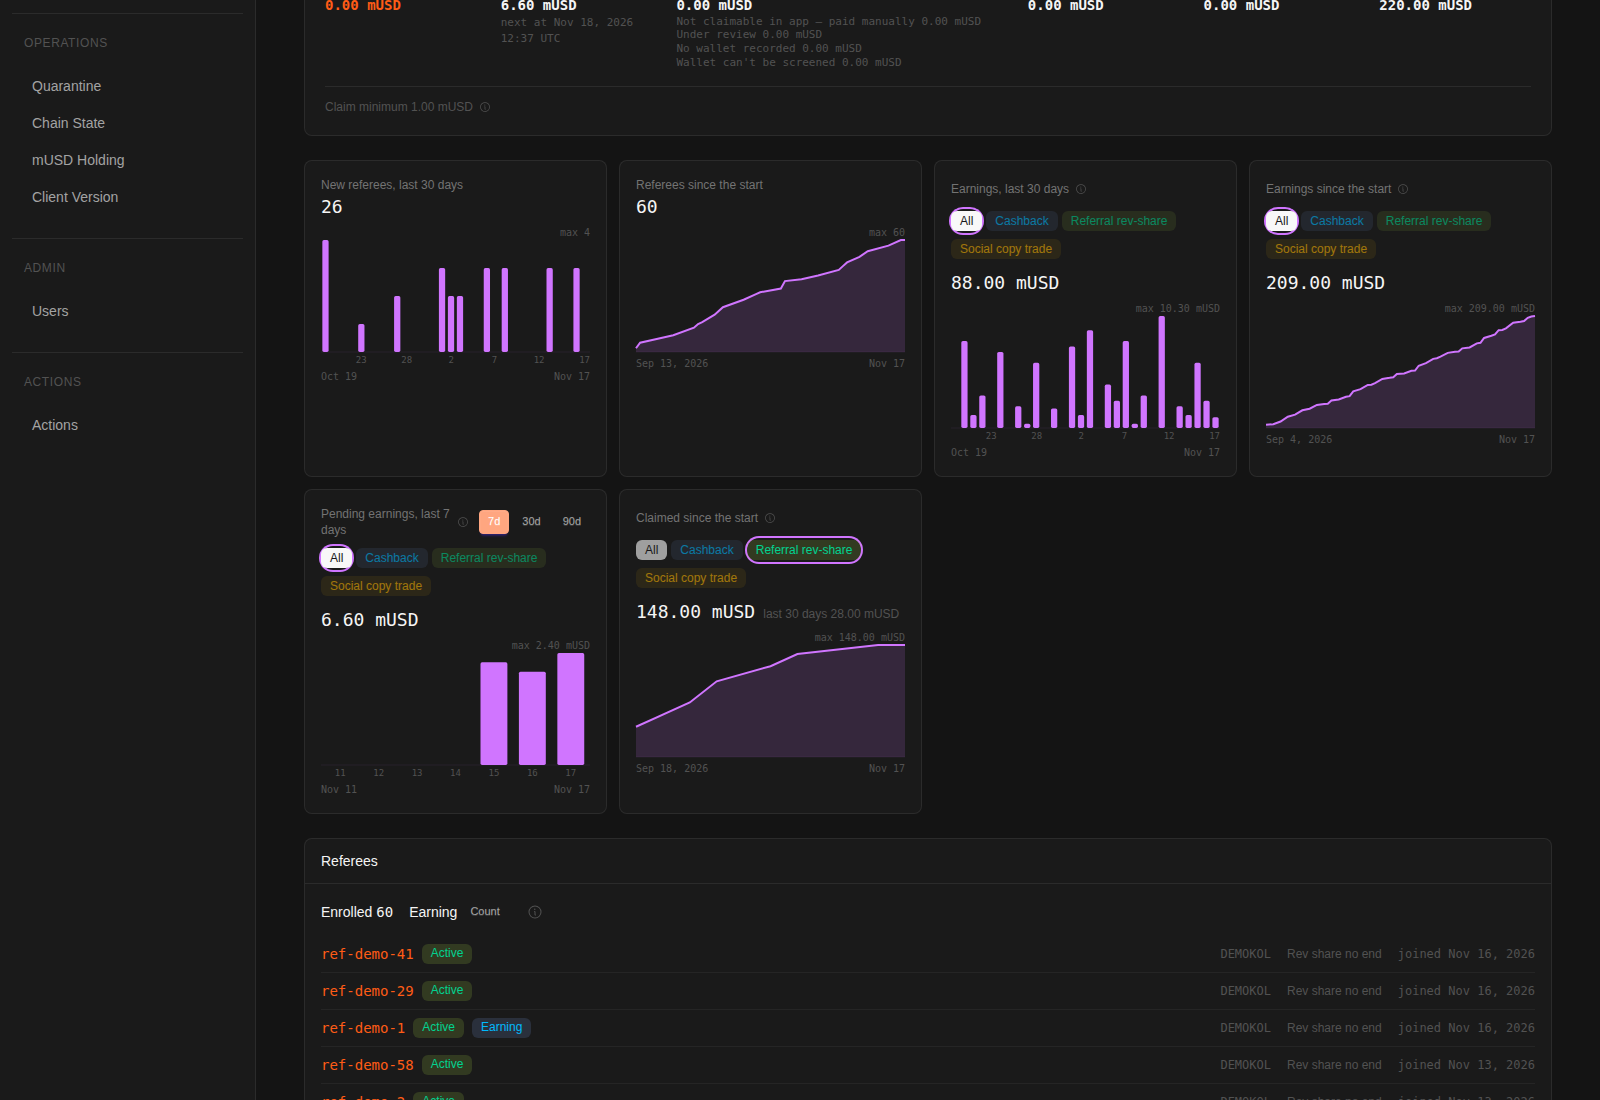 OPERATIONS
Quarantine
Chain State
mUSD Holding
Client Version
ADMIN
Users
ACTIONS
Actions
0.00 mUSD
6.60 mUSD
next at Nov 18, 2026
12:37 UTC
0.00 mUSD
Not claimable in app — paid manually 0.00 mUSD
Under review 0.00 mUSD
No wallet recorded 0.00 mUSD
Wallet can't be screened 0.00 mUSD
0.00 mUSD
0.00 mUSD
220.00 mUSD
Claim minimum 1.00 mUSD
New referees, last 30 days
26
max 4
23 28 2 7 12 17
Oct 19 Nov 17
Referees since the start
60
max 60
Sep 13, 2026 Nov 17
Earnings, last 30 days
All Cashback Referral rev-share
Social copy trade
88.00 mUSD
max 10.30 mUSD
23 28 2 7 12 17
Oct 19 Nov 17
Earnings since the start
All Cashback Referral rev-share
Social copy trade
209.00 mUSD
max 209.00 mUSD
Sep 4, 2026 Nov 17
Pending earnings, last 7
days
7d 30d 90d
All Cashback Referral rev-share
Social copy trade
6.60 mUSD
max 2.40 mUSD
11 12 13 14 15 16 17
Nov 11 Nov 17
Claimed since the start
All Cashback Referral rev-share
Social copy trade
148.00 mUSD last 30 days 28.00 mUSD
max 148.00 mUSD
Sep 18, 2026 Nov 17
Referees
Enrolled 60 Earning Count
ref-demo-41 Active DEMOKOL Rev share no end joined Nov 16, 2026
ref-demo-29 Active DEMOKOL Rev share no end joined Nov 16, 2026
ref-demo-1 Active Earning DEMOKOL Rev share no end joined Nov 16, 2026
ref-demo-58 Active DEMOKOL Rev share no end joined Nov 13, 2026
ref-demo-2 Active DEMOKOL Rev share no end joined Nov 13, 2026